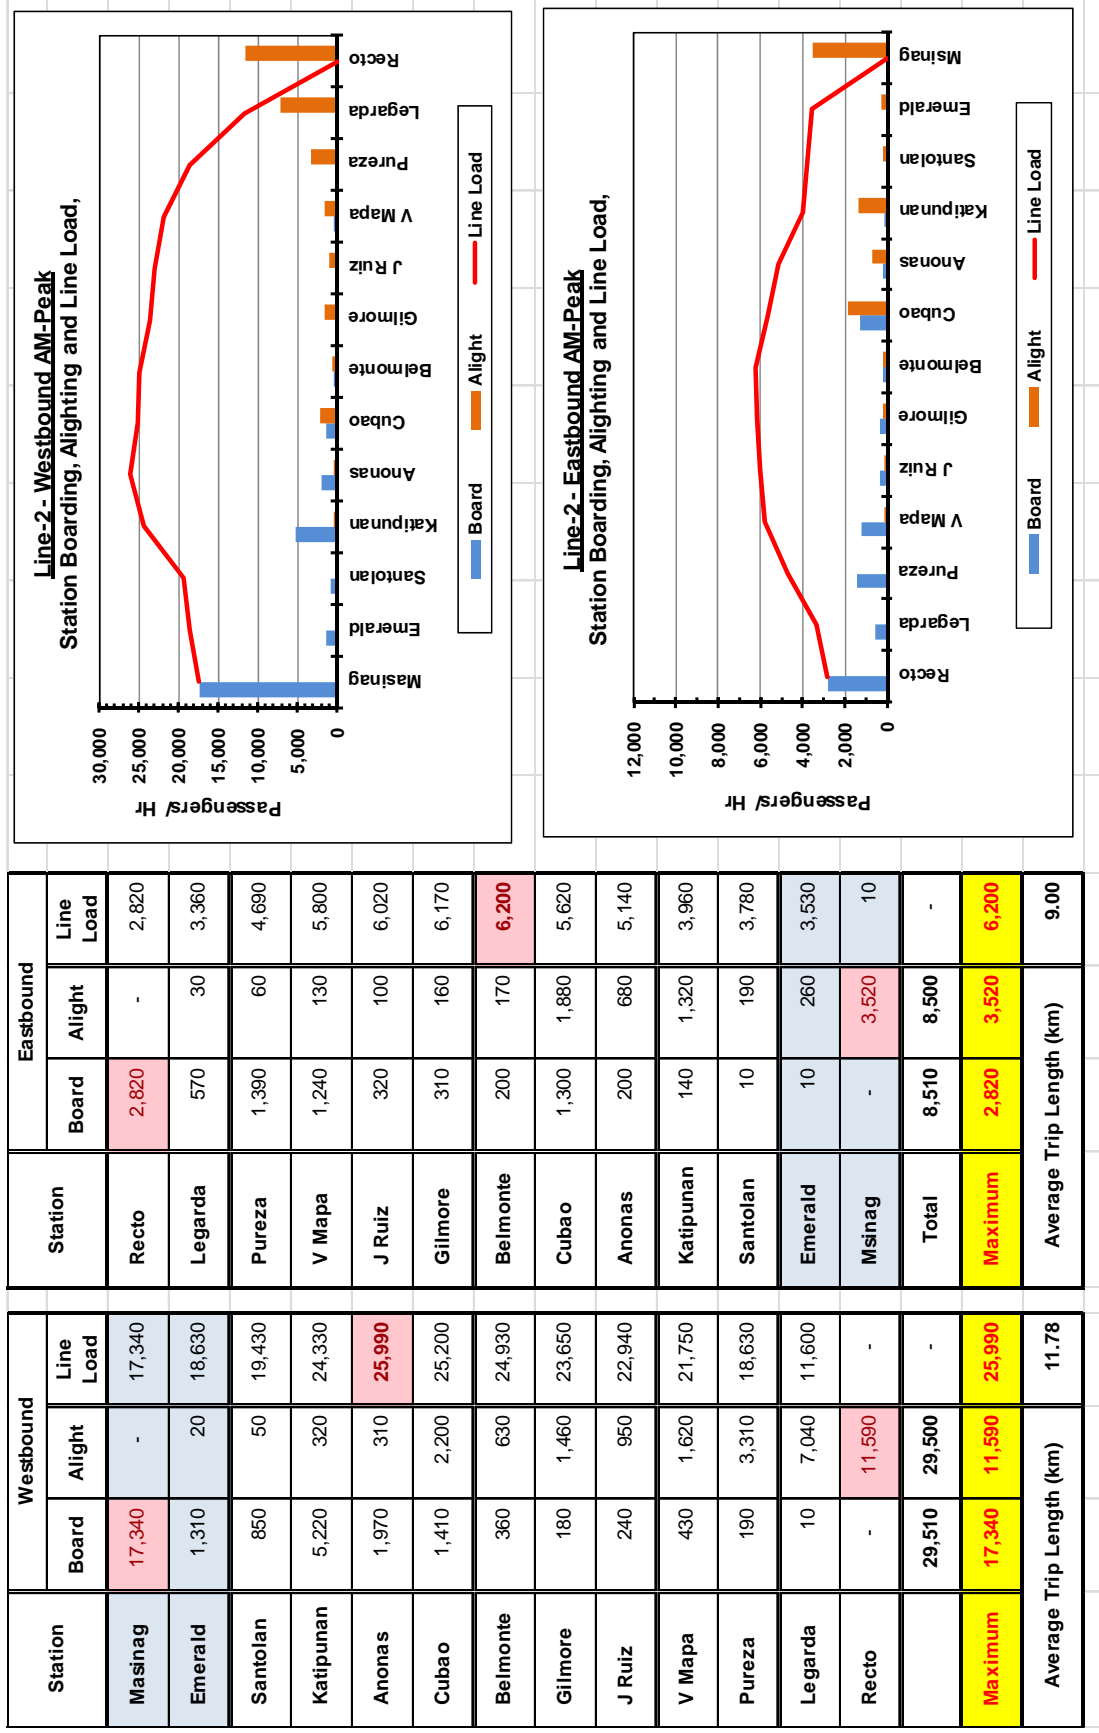 Westbound
Station Board Alight Line Load
Masinag 17,340 - 17,340
Emerald 1,310 20 18,630
Santolan 850 50 19,430
Katipunan 5,220 320 24,330
Anonas 1,970 310 25,990
Cubao 1,410 2,200 25,200
Belmonte 360 630 24,930
Gilmore 180 1,460 23,650
J Ruiz 240 950 22,940
V Mapa 430 1,620 21,750
Pureza 190 3,310 18,630
Legarda 10 7,040 11,600
Recto - 11,590 -
29,510 29,500 -
Maximum 17,340 11,590 25,990
Average Trip Length (km) 11.78
Eastbound
Station Board Alight Line Load
Recto 2,820 - 2,820
Legarda 570 30 3,360
Pureza 1,390 60 4,690
V Mapa 1,240 130 5,800
J Ruiz 320 100 6,020
Gilmore 310 160 6,170
Belmonte 200 170 6,200
Cubao 1,300 1,880 5,620
Anonas 200 680 5,140
Katipunan 140 1,320 3,960
Santolan 10 190 3,780
Emerald 10 260 3,530
Msinag - 3,520 10
Total 8,510 8,500 -
Maximum 2,820 3,520 6,200
Average Trip Length (km) 9.00
Line-2 - Westbound AM-Peak
Station Boarding, Alighting and Line Load,
Passengers/ Hr
30,000
25,000
20,000
15,000
10,000
5,000
0
Masinag
Emerald
Santolan
Katipunan
Anonas
Cubao
Belmonte
Gilmore
J Ruiz
V Mapa
Pureza
Legarda
Recto
Board Alight Line Load
Line-2 - Eastbound AM-Peak
Station Boarding, Alighting and Line Load,
Passengers/ Hr
12,000
10,000
8,000
6,000
4,000
2,000
0
Recto
Legarda
Pureza
V Mapa
J Ruiz
Gilmore
Belmonte
Cubao
Anonas
Katipunan
Santolan
Emerald
Msinag
Board Alight Line Load